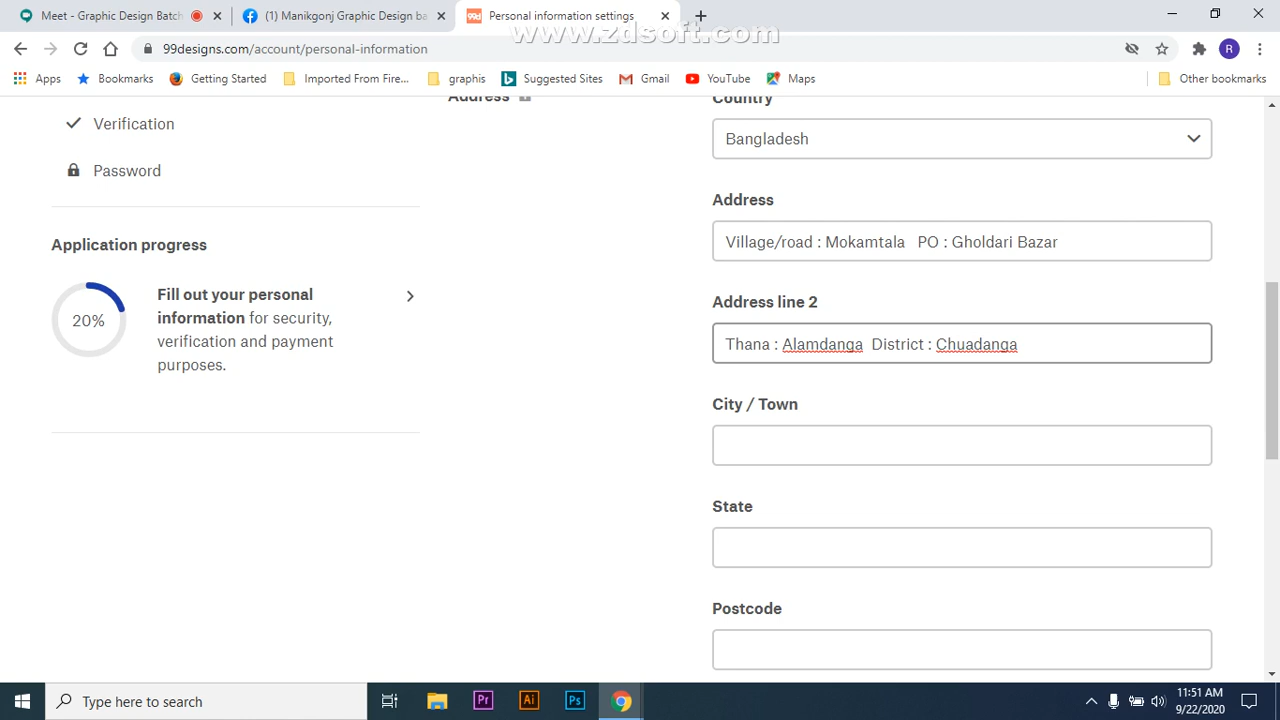 Meet - Graphic Design Batch
(1) Manikgonj Graphic Design ba
99d
Personal information settings
www.zdsoft.com
99designs.com/account/personal-information
R
Apps
Bookmarks
Getting Started
Imported From Fire...
graphis
Suggested Sites
Gmail
YouTube
Maps
Other bookmarks
Address
Country
Verification
Bangladesh
Password
Address
Village/road : Mokamtala PO : Gholdari Bazar
Application progress
20%
Fill out your personal
information for security,
verification and payment
purposes.
Address line 2
Thana : Alamdanga District : Chuadanga
City / Town
State
Postcode
Type here to search
Pr
Ai
Ps
11:51 AM
9/22/2020